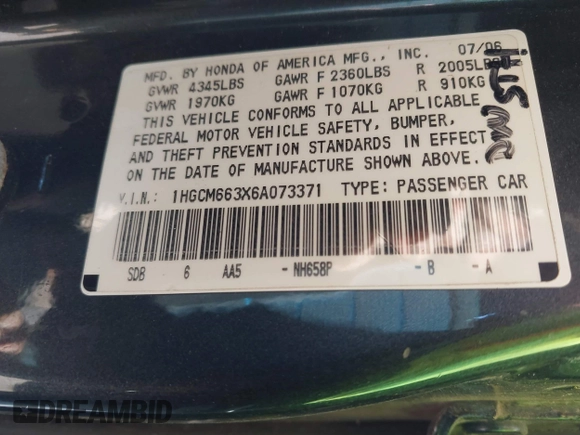 MFD. BY HONDA OF AMERICA MFG., INC. 07/06
GVWR 4345LBS GAWR F 2360LBS R 2005LBS
GVWR 1970KG GAWR F 1070KG R 910KG
THIS VEHICLE CONFORMS TO ALL APPLICABLE
FEDERAL MOTOR VEHICLE SAFETY, BUMPER,
AND THEFT PREVENTION STANDARDS IN EFFECT
ON THE DATE OF MANUFACTURE SHOWN ABOVE.
V.I.N.: 1HGCM663X6A073371 TYPE: PASSENGER CAR
SDB 6 AA5 - NH658P - B - A
DREAMBID